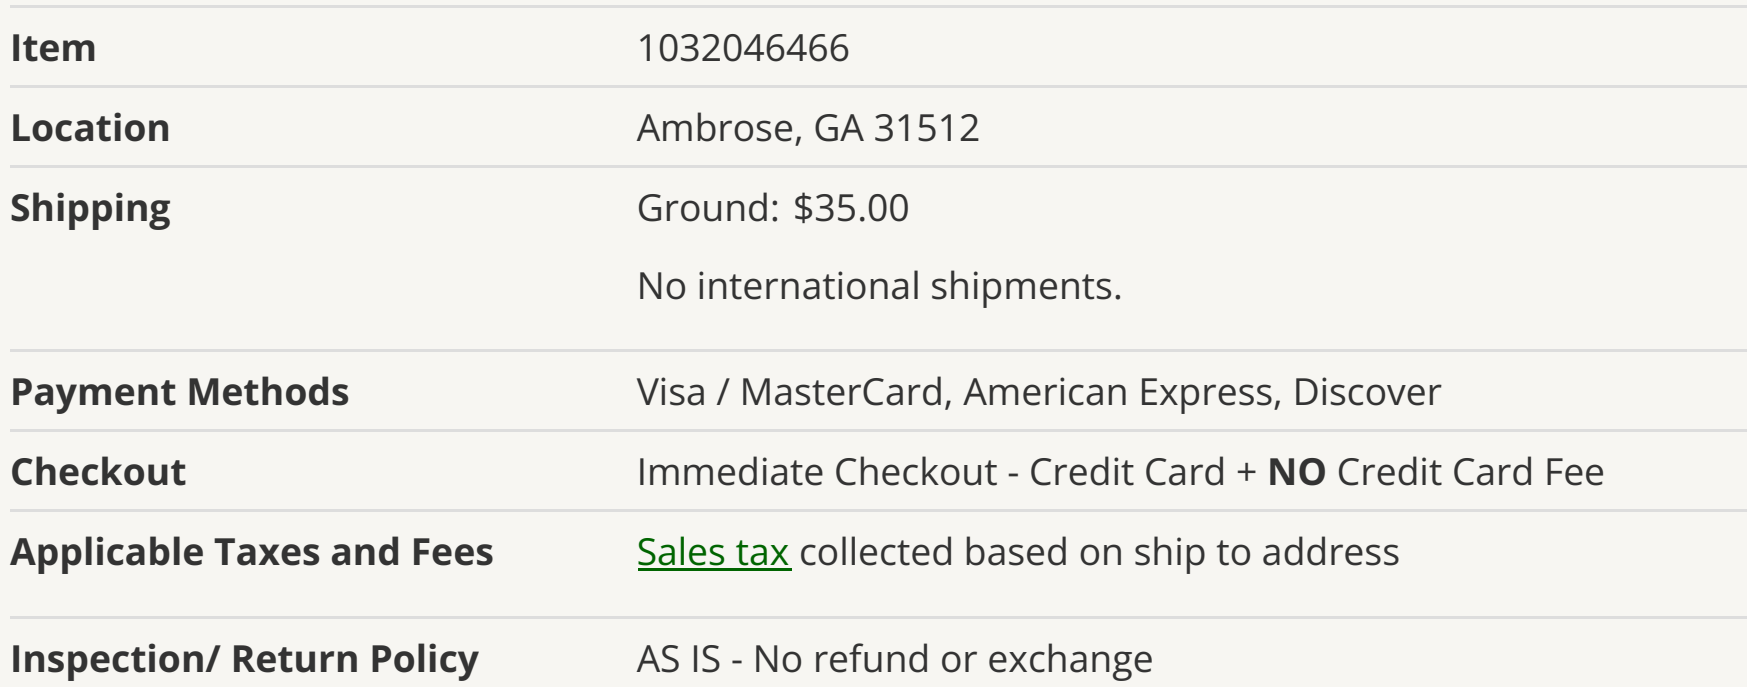 Item 1032046466
Location Ambrose, GA 31512
Shipping Ground: $35.00
No international shipments.
Payment Methods Visa / MasterCard, American Express, Discover
Checkout Immediate Checkout - Credit Card + NO Credit Card Fee
Applicable Taxes and Fees Sales tax collected based on ship to address
Inspection/ Return Policy AS IS - No refund or exchange